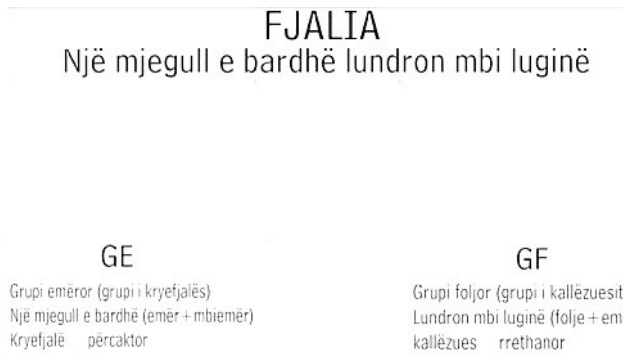 FJALIA
Një mjegull e bardhë lundron mbi luginë
GE
Grupi emëror (grupi i kryefjalës)
Një mjegull e bardhë (emër + mbiemër)
Kryefjalë përcaktor
GF
Grupi foljor (grupi i kallëzuesit
Lundron mbi luginë (folje + em
kallëzues rrethanor